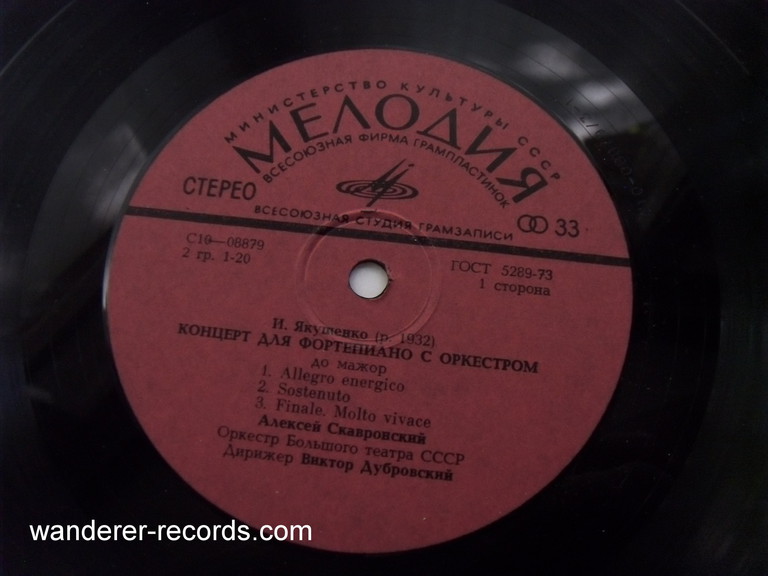 МИНИСТЕРСТВО КУЛЬТУРЫ СССР
МЕЛОДИЯ
ВСЕСОЮЗНАЯ ФИРМА ГРАМПЛАСТИНОК
СТЕРЕО
33
ВСЕСОЮЗНАЯ СТУДИЯ ГРАМЗАПИСИ
С10—08879
2 гр. 1-20
ГОСТ 5289-73
1 сторона
И. Якушенко (р. 1932)
КОНЦЕРТ ДЛЯ ФОРТЕПИАНО С ОРКЕСТРОМ
до мажор
1. Allegro energico
2. Sostenuto
3. Finale. Molto vivace
Алексей Скавронский
Оркестр Большого театра СССР
Дирижер Виктор Дубровский
wanderer-records.com